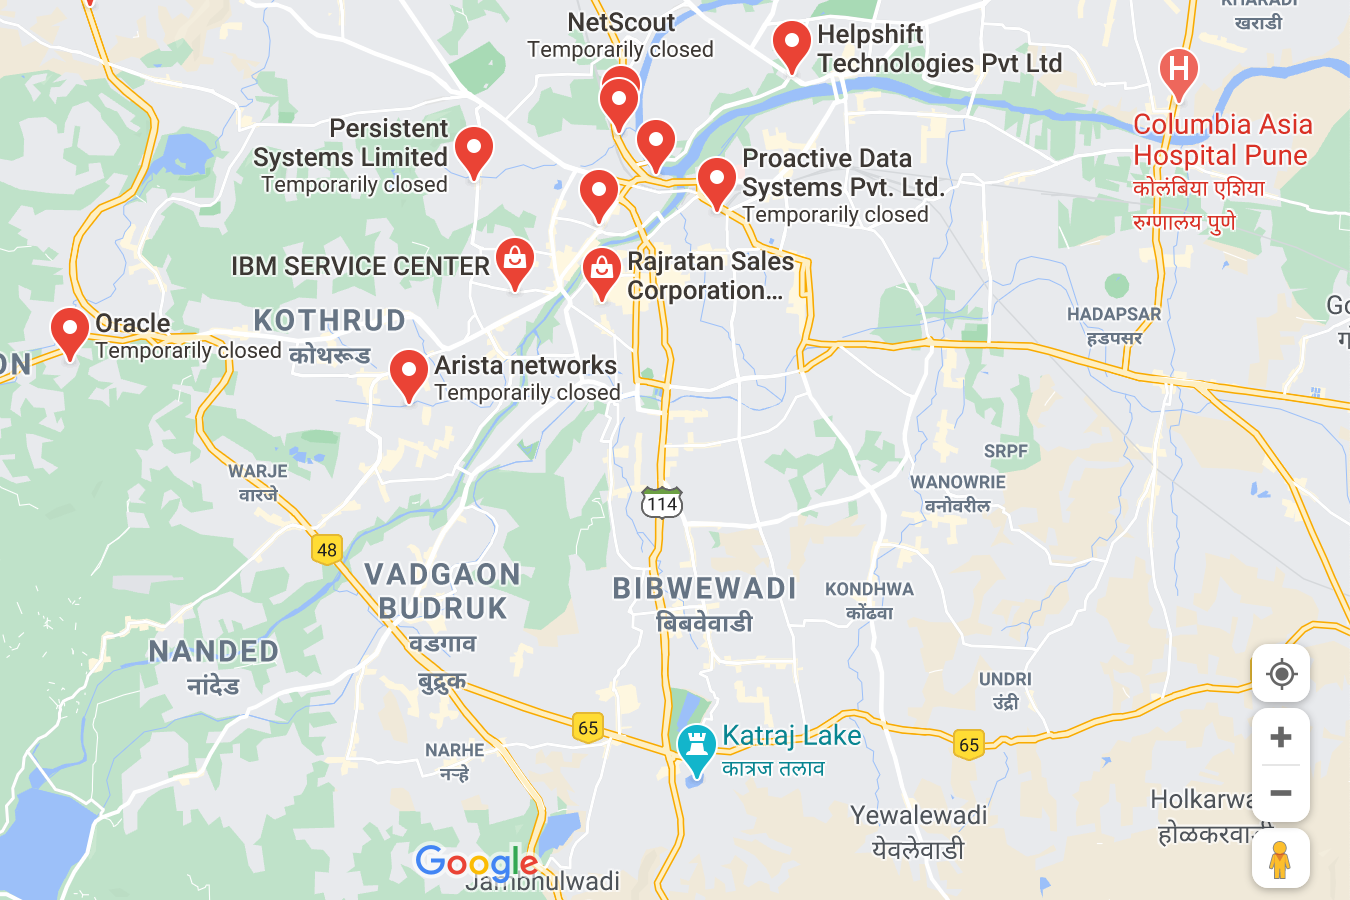 NetScout
Temporarily closed
Helpshift
Technologies Pvt Ltd
खराडी
Columbia Asia
Hospital Pune
कोलंबिया एशिया
रुग्णालय पुणे
Persistent
Systems Limited
Temporarily closed
Proactive Data
Systems Pvt. Ltd.
Temporarily closed
IBM SERVICE CENTER
Rajratan Sales
Corporation...
KOTHRUD
कोथरूड
Oracle
Temporarily closed
HADAPSAR
हडपसर
Arista networks
Temporarily closed
WARJE
वारजे
SRPF
WANOWRIE
वनोवरील
114
48
VADGAON
BUDRUK
वडगाव
बुद्रुक
BIBWEWADI
बिबवेवाडी
KONDHWA
कोंढवा
NANDED
नांदेड
UNDRI
उंद्री
65
NARHE
नऱ्हे
Katraj Lake
कात्रज तलाव
65
Yewalewadi
येवलेवाडी
Holkarwa
होळकरवाडी
Google
Jambhulwadi